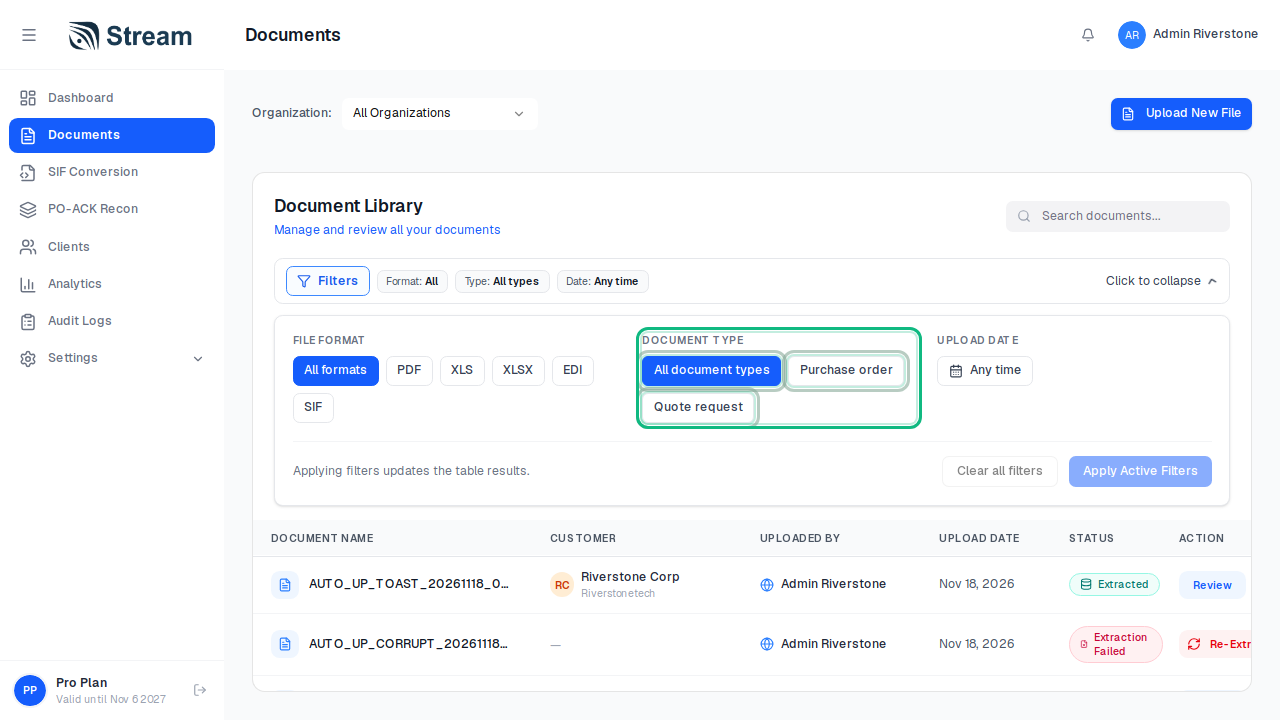 Stream
Documents
AR
Admin Riverstone
Dashboard
Documents
SIF Conversion
PO-ACK Recon
Clients
Analytics
Audit Logs
Settings
Organization:
All Organizations
Upload New File
Document Library
Manage and review all your documents
Search documents...
Filters
Format: All
Type: All types
Date: Any time
Click to collapse
FILE FORMAT
All formats
PDF
XLS
XLSX
EDI
SIF
DOCUMENT TYPE
All document types
Purchase order
Quote request
UPLOAD DATE
Any time
Applying filters updates the table results.
Clear all filters
Apply Active Filters
DOCUMENT NAME
CUSTOMER
UPLOADED BY
UPLOAD DATE
STATUS
ACTION
AUTO_UP_TOAST_20261118_0...
RC
Riverstone Corp
Riverstonetech
Admin Riverstone
Nov 18, 2026
Extracted
Review
AUTO_UP_CORRUPT_20261118...
—
Admin Riverstone
Nov 18, 2026
Extraction
Failed
Re-Extr
PP
Pro Plan
Valid until Nov 6 2027